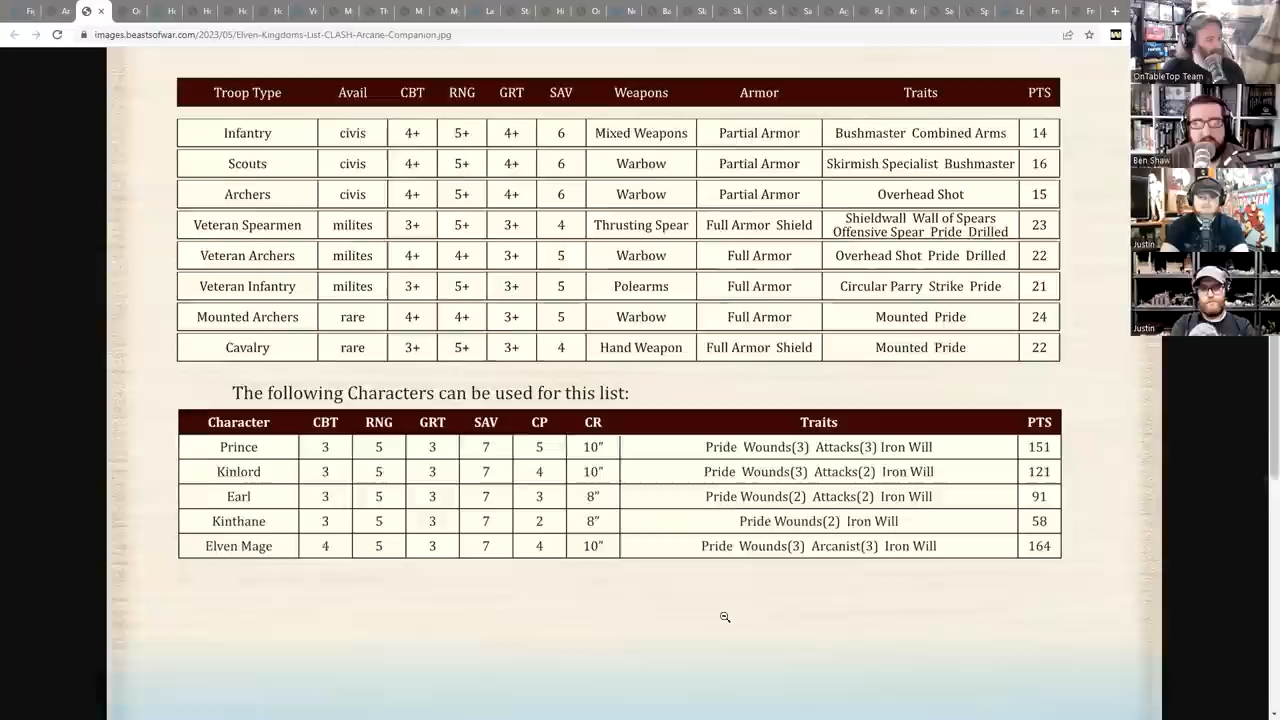 Fi
Ar
Cr
El
Hi
Vi
Mi
Th
images.beastsofwar.com/2023/05/Elven-Kingdoms-List-CLASH-Arcane-Companion.jpg
OnTableTop Team
Troop Type Avail CBT RNG GRT SAV Weapons Armor Traits PTS
Infantry civis 4+ 5+ 4+ 6 Mixed Weapons Partial Armor Bushmaster Combined Arms 14
Scouts civis 4+ 5+ 4+ 6 Warbow Partial Armor Skirmish Specialist Bushmaster 16
Ben Shaw
Archers civis 4+ 5+ 4+ 6 Warbow Partial Armor Overhead Shot 15
Veteran Spearmen milites 3+ 5+ 3+ 4 Thrusting Spear Full Armor Shield Shieldwall Wall of Spears Offensive Spear Pride Drilled 23
Justin
Veteran Archers milites 4+ 4+ 3+ 5 Warbow Full Armor Overhead Shot Pride Drilled 22
Veteran Infantry milites 3+ 5+ 3+ 5 Polearms Full Armor Circular Parry Strike Pride 21
Mounted Archers rare 4+ 4+ 3+ 5 Warbow Full Armor Mounted Pride 24
Justin
Cavalry rare 3+ 5+ 3+ 4 Hand Weapon Full Armor Shield Mounted Pride 22
The following Characters can be used for this list:
Character CBT RNG GRT SAV CP CR Traits PTS
Prince 3 5 3 7 5 10" Pride Wounds(3) Attacks(3) Iron Will 151
Kinlord 3 5 3 7 4 10" Pride Wounds(3) Attacks(2) Iron Will 121
Earl 3 5 3 7 3 8" Pride Wounds(2) Attacks(2) Iron Will 91
Kinthane 3 5 3 7 2 8" Pride Wounds(2) Iron Will 58
Elven Mage 4 5 3 7 4 10" Pride Wounds(3) Arcanist(3) Iron Will 164